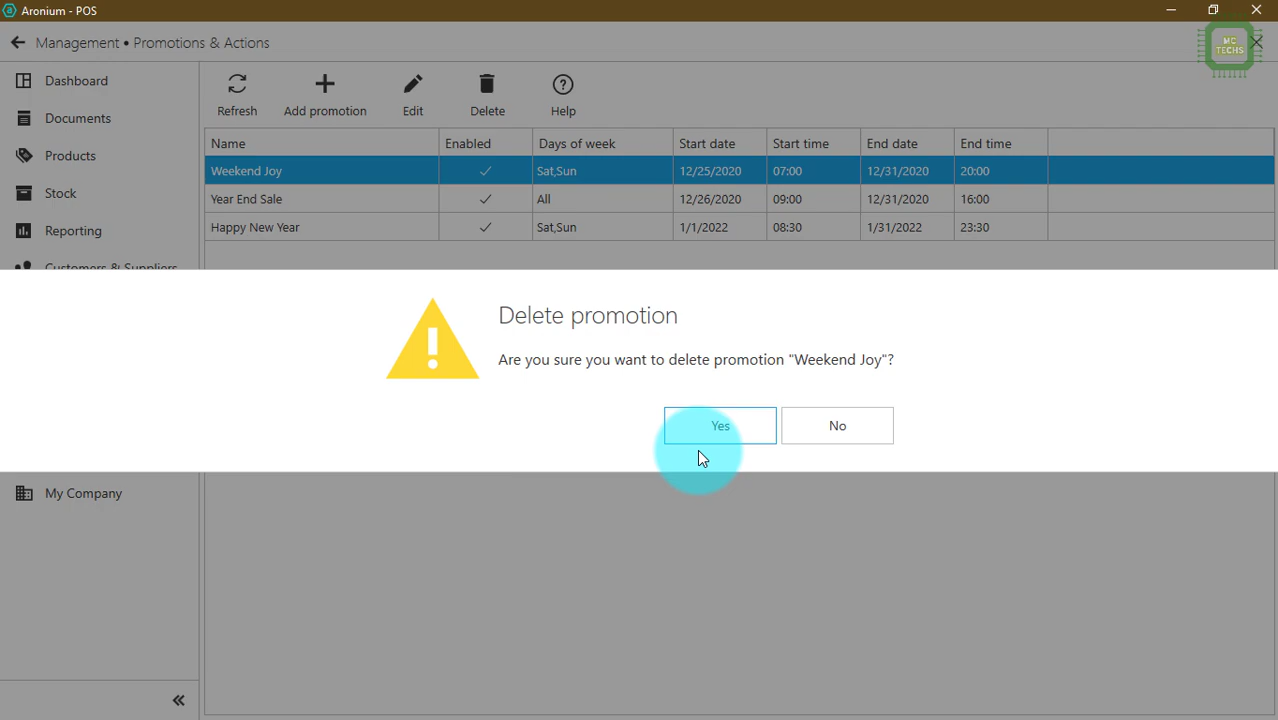 Aronium - POS
Management • Promotions & Actions
MC
TECHS
Dashboard
Documents
Products
Stock
Reporting
Customers & Suppliers
My Company
Refresh
Add promotion
Edit
Delete
Help
Name Enabled Days of week Start date Start time End date End time
Weekend Joy Sat,Sun 12/25/2020 07:00 12/31/2020 20:00
Year End Sale All 12/26/2020 09:00 12/31/2020 16:00
Happy New Year Sat,Sun 1/1/2022 08:30 1/31/2022 23:30
Delete promotion
Are you sure you want to delete promotion "Weekend Joy"?
Yes
No